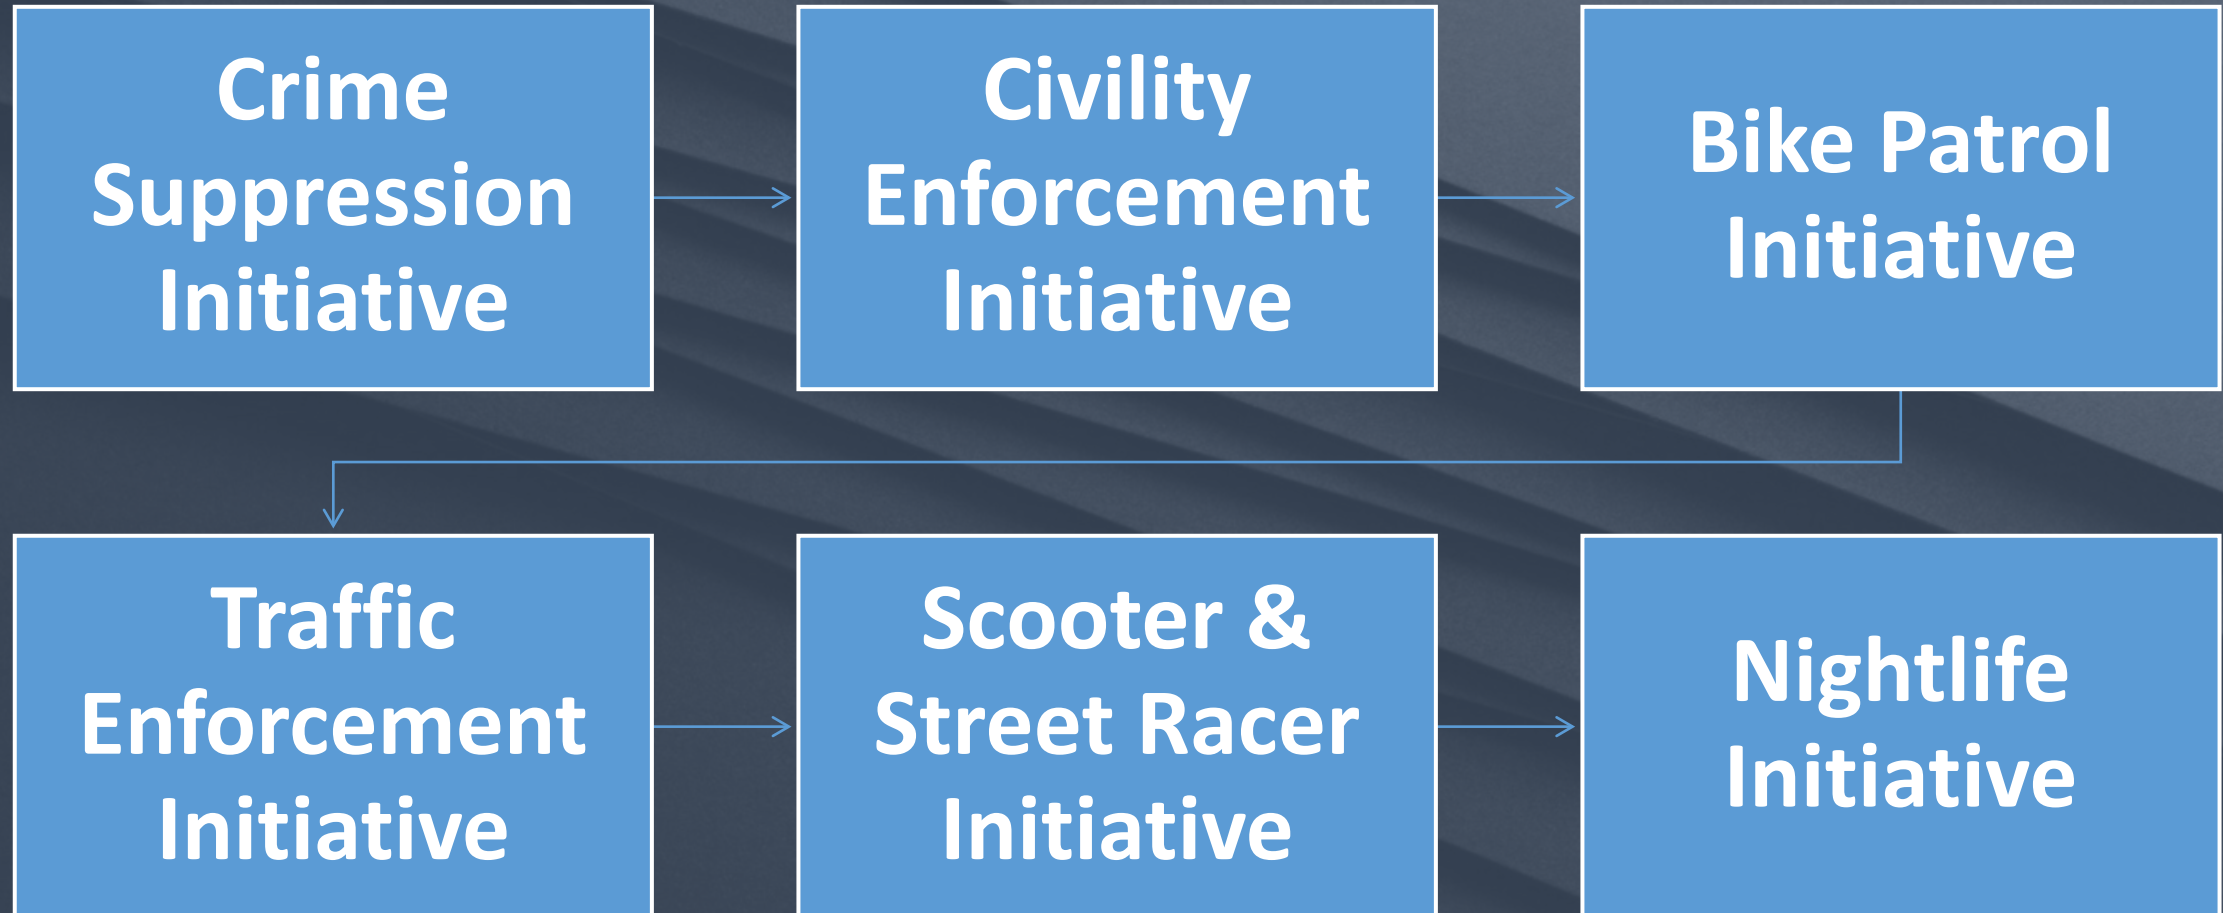 Crime
Suppression
Initiative
Civility
Enforcement
Initiative
Bike Patrol
Initiative
Traffic
Enforcement
Initiative
Scooter &
Street Racer
Initiative
Nightlife
Initiative